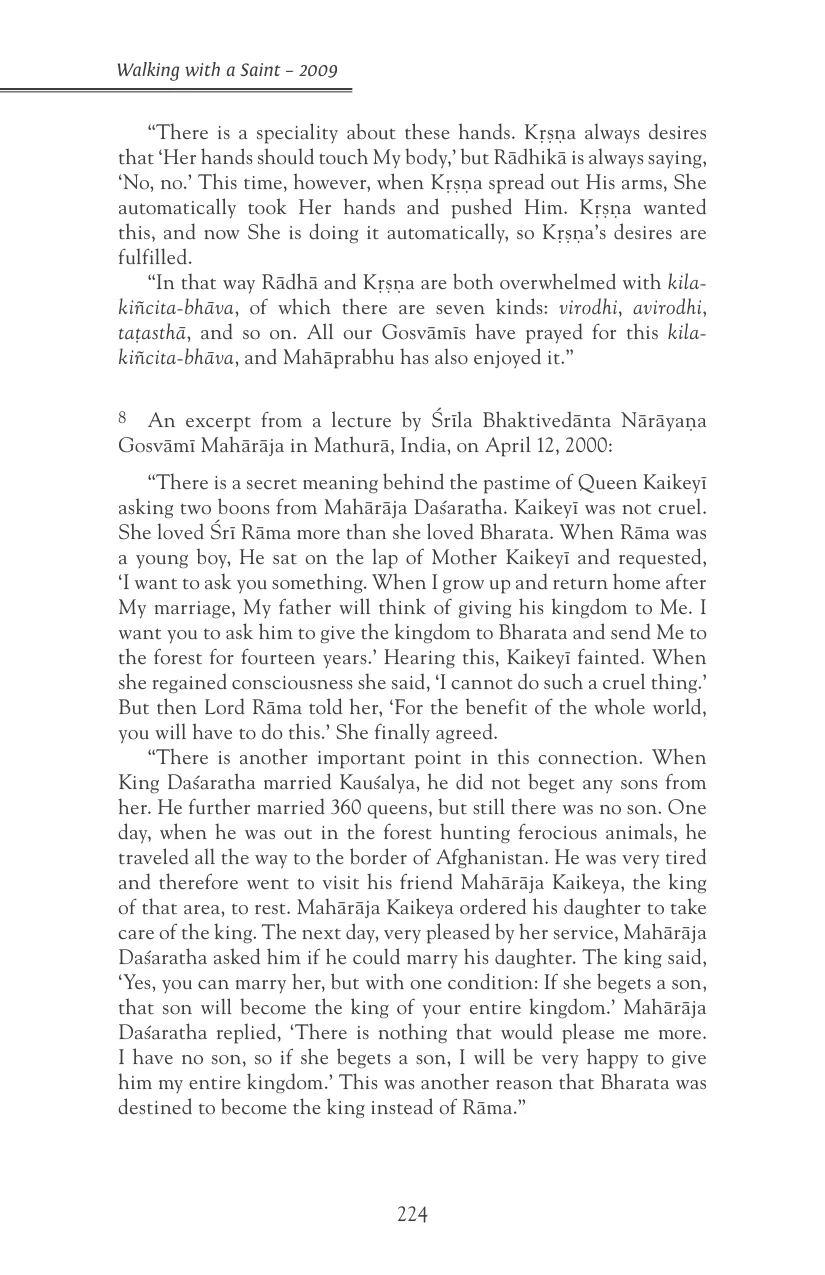 Walking with a Saint – 2009
“There is a speciality about these hands. Kṛṣṇa always desires
that ‘Her hands should touch My body,’ but Rādhikā is always saying,
‘No, no.’ This time, however, when Kṛṣṇa spread out His arms, She
automatically took Her hands and pushed Him. Kṛṣṇa wanted
this, and now She is doing it automatically, so Kṛṣṇa’s desires are
fulfilled.
“In that way Rādhā and Kṛṣṇa are both overwhelmed with kila-
kiñcita-bhāva, of which there are seven kinds: virodhi, avirodhi,
taṭasthā, and so on. All our Gosvāmīs have prayed for this kila-
kiñcita-bhāva, and Mahāprabhu has also enjoyed it.”
8 An excerpt from a lecture by Śrīla Bhaktivedānta Nārāyaṇa
Gosvāmī Mahārāja in Mathurā, India, on April 12, 2000:
“There is a secret meaning behind the pastime of Queen Kaikeyī
asking two boons from Mahārāja Daśaratha. Kaikeyī was not cruel.
She loved Śrī Rāma more than she loved Bharata. When Rāma was
a young boy, He sat on the lap of Mother Kaikeyī and requested,
‘I want to ask you something. When I grow up and return home after
My marriage, My father will think of giving his kingdom to Me. I
want you to ask him to give the kingdom to Bharata and send Me to
the forest for fourteen years.’ Hearing this, Kaikeyī fainted. When
she regained consciousness she said, ‘I cannot do such a cruel thing.’
But then Lord Rāma told her, ‘For the benefit of the whole world,
you will have to do this.’ She finally agreed.
“There is another important point in this connection. When
King Daśaratha married Kauśalya, he did not beget any sons from
her. He further married 360 queens, but still there was no son. One
day, when he was out in the forest hunting ferocious animals, he
traveled all the way to the border of Afghanistan. He was very tired
and therefore went to visit his friend Mahārāja Kaikeya, the king
of that area, to rest. Mahārāja Kaikeya ordered his daughter to take
care of the king. The next day, very pleased by her service, Mahārāja
Daśaratha asked him if he could marry his daughter. The king said,
‘Yes, you can marry her, but with one condition: If she begets a son,
that son will become the king of your entire kingdom.’ Mahārāja
Daśaratha replied, ‘There is nothing that would please me more.
I have no son, so if she begets a son, I will be very happy to give
him my entire kingdom.’ This was another reason that Bharata was
destined to become the king instead of Rāma.”
224